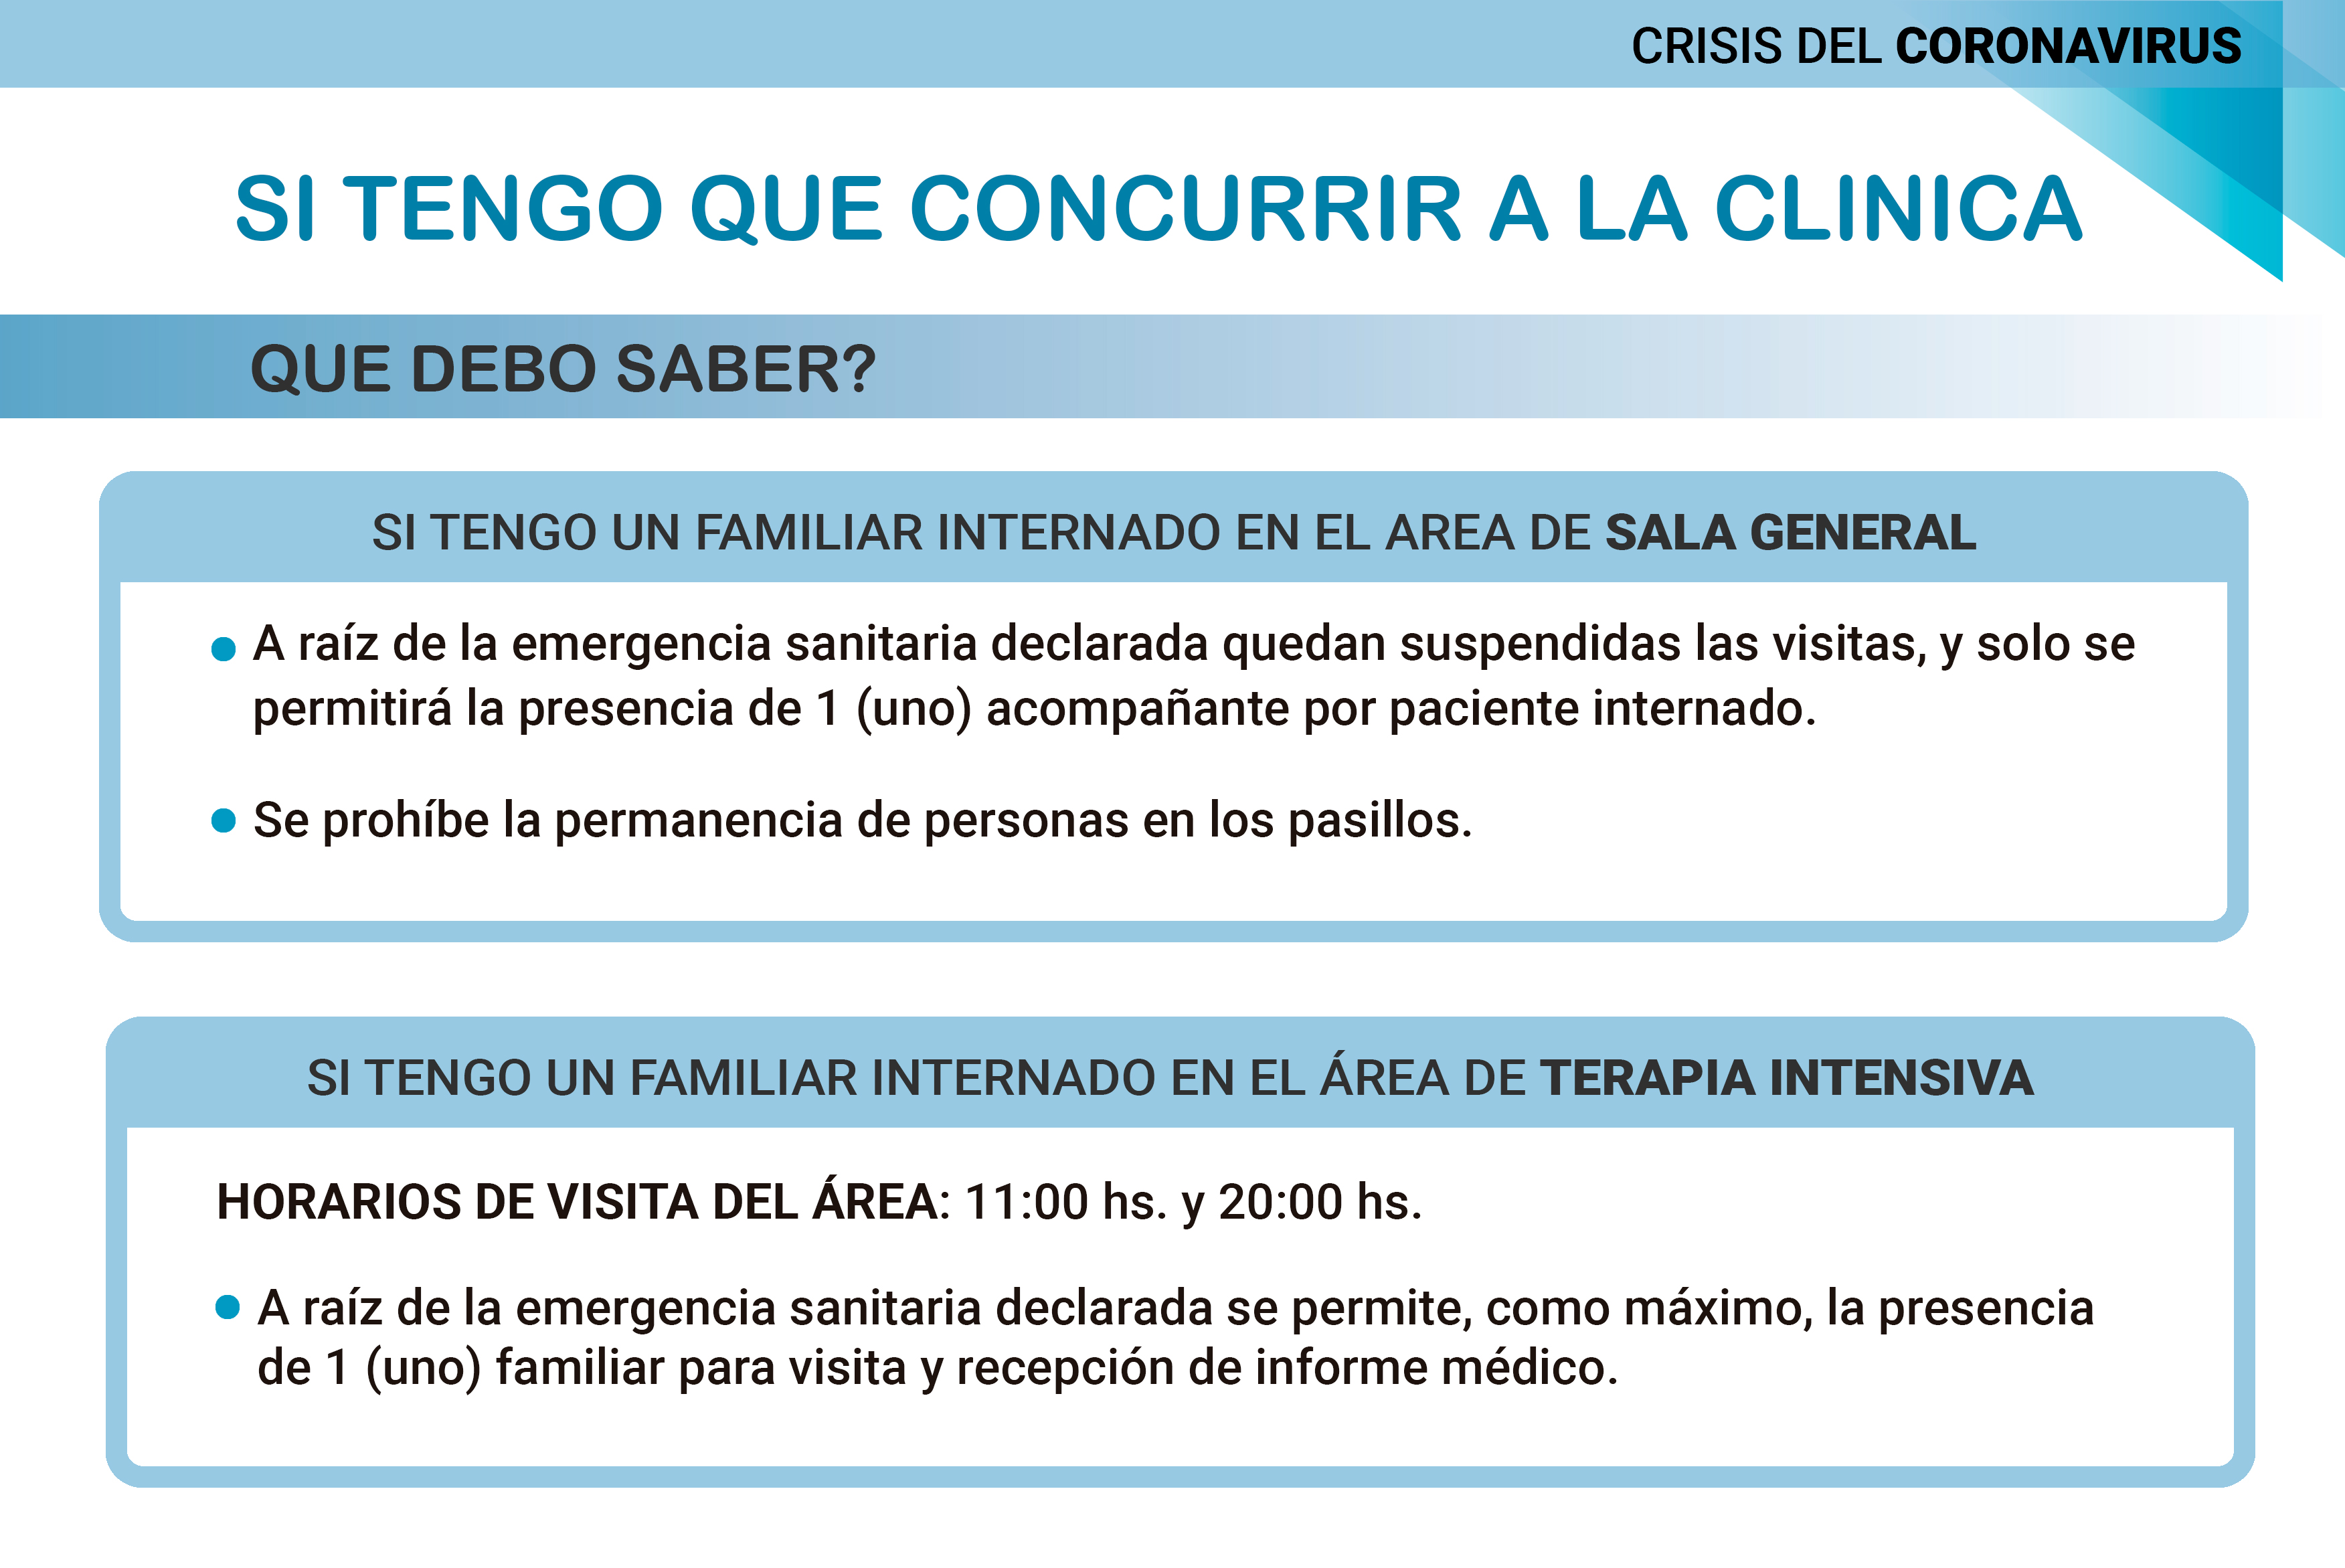 CRISIS DEL CORONAVIRUS
SI TENGO QUE CONCURRIR A LA CLINICA
QUE DEBO SABER?
SI TENGO UN FAMILIAR INTERNADO EN EL AREA DE SALA GENERAL
A raíz de la emergencia sanitaria declarada quedan suspendidas las visitas, y solo se
permitirá la presencia de 1 (uno) acompañante por paciente internado.
Se prohíbe la permanencia de personas en los pasillos.
SI TENGO UN FAMILIAR INTERNADO EN EL ÁREA DE TERAPIA INTENSIVA
HORARIOS DE VISITA DEL ÁREA: 11:00 hs. y 20:00 hs.
A raíz de la emergencia sanitaria declarada se permite, como máximo, la presencia
de 1 (uno) familiar para visita y recepción de informe médico.